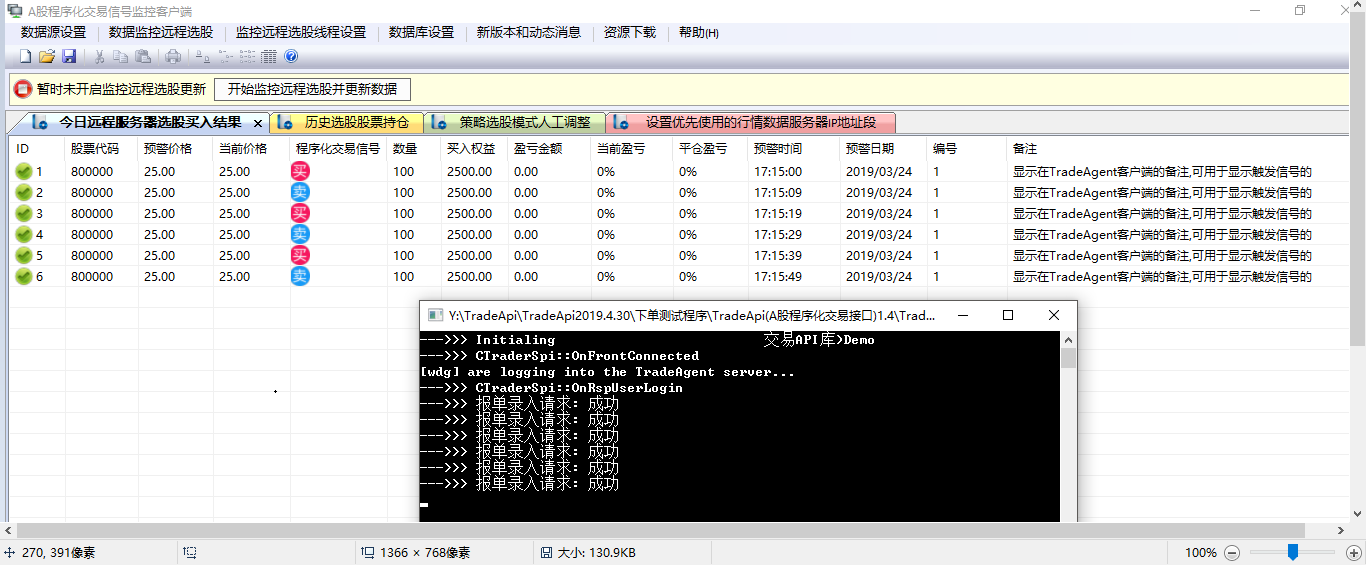 A股程序化交易信号监控客户端
数据源设置 数据监控远程选股 监控远程选股线程设置 数据库设置 新版本和动态消息 资源下载 帮助(H)
暂时未开启监控远程选股更新 开始监控远程选股并更新数据
今日远程服务器选股买入结果 × 历史选股股票持仓 策略选股模式人工调整 设置优先使用的行情数据服务器IP地址段
ID 股票代码 预警价格 当前价格 程序化交易信号 数量 买入权益 盈亏金额 当前盈亏 平仓盈亏 预警时间 预警日期 编号 备注
1 800000 25.00 25.00 买 100 2500.00 0.00 0% 0% 17:15:00 2019/03/24 1 显示在TradeAgent客户端的备注,可用于显示触发信号的
2 800000 25.00 25.00 卖 100 2500.00 0.00 0% 0% 17:15:09 2019/03/24 1 显示在TradeAgent客户端的备注,可用于显示触发信号的
3 800000 25.00 25.00 买 100 2500.00 0.00 0% 0% 17:15:19 2019/03/24 1 显示在TradeAgent客户端的备注,可用于显示触发信号的
4 800000 25.00 25.00 卖 100 2500.00 0.00 0% 0% 17:15:29 2019/03/24 1 显示在TradeAgent客户端的备注,可用于显示触发信号的
5 800000 25.00 25.00 买 100 2500.00 0.00 0% 0% 17:15:39 2019/03/24 1 显示在TradeAgent客户端的备注,可用于显示触发信号的
6 800000 25.00 25.00 卖 100 2500.00 0.00 0% 0% 17:15:49 2019/03/24 1 显示在TradeAgent客户端的备注,可用于显示触发信号的
Y:\TradeApi\TradeApi2019.4.30\下单测试程序\TradeApi(A股程序化交易接口)1.4\Trad...
--->>> Initialing 交易API库>Demo
--->>> CTraderSpi::OnFrontConnected
[wdg] are logging into the TradeAgent server...
--->>> CTraderSpi::OnRspUserLogin
--->>> 报单录入请求：成功
--->>> 报单录入请求：成功
--->>> 报单录入请求：成功
--->>> 报单录入请求：成功
--->>> 报单录入请求：成功
--->>> 报单录入请求：成功
270, 391像素 1366 × 768像素 大小: 130.9KB 100%